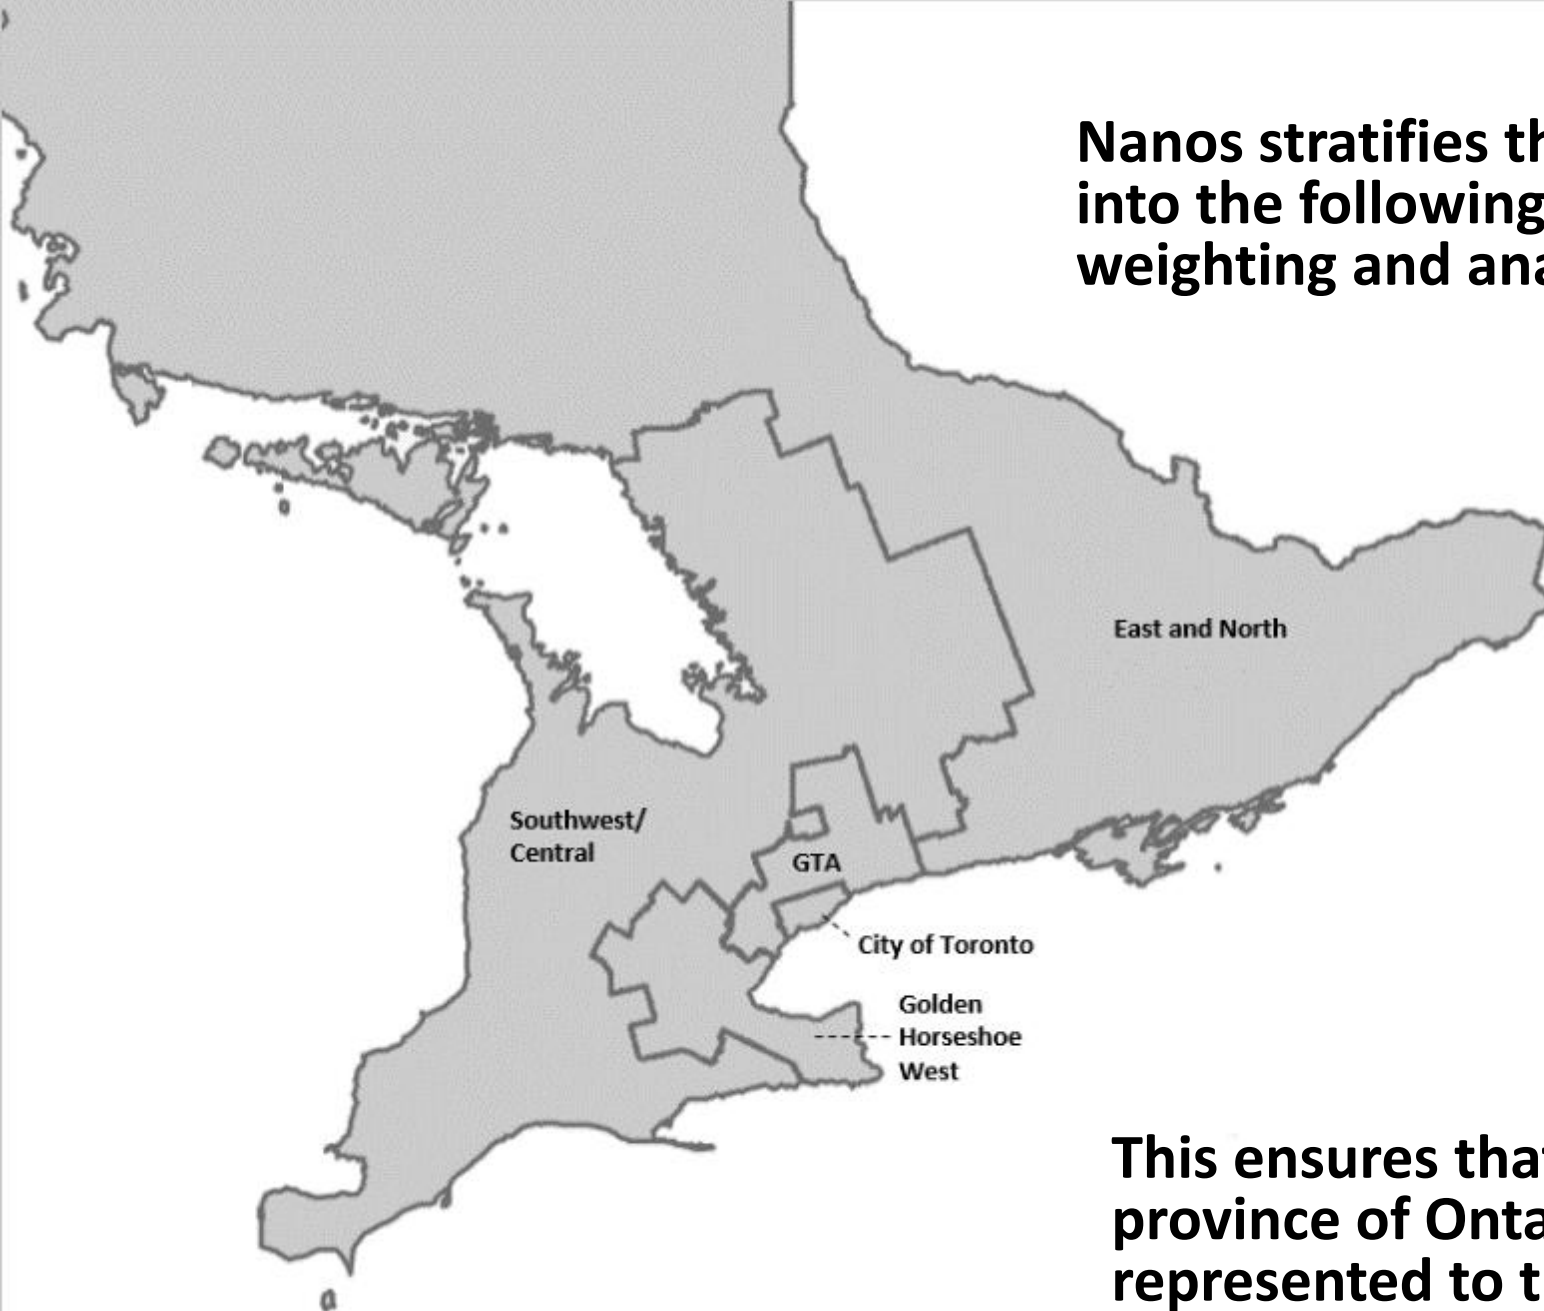 Nanos stratifies th
into the following
weighting and ana
East and North
Southwest/
Central
GTA
City of Toronto
Golden
Horseshoe
West
This ensures that
province of Onta
represented to t